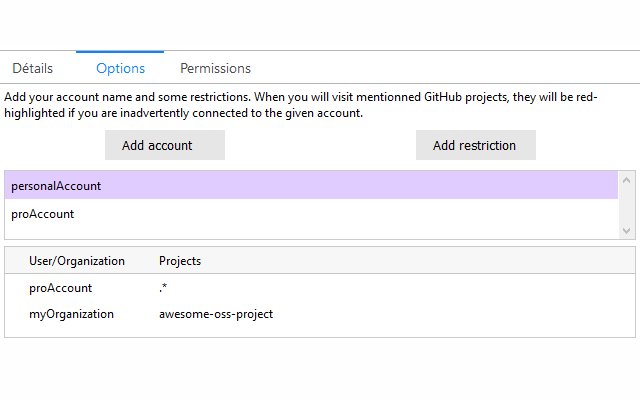 Détails Options Permissions
Add your account name and some restrictions. When you will visit mentionned GitHub projects, they will be red-
highlighted if you are inadvertently connected to the given account.
Add account Add restriction
personalAccount
proAccount
User/Organization Projects
proAccount .*
myOrganization awesome-oss-project